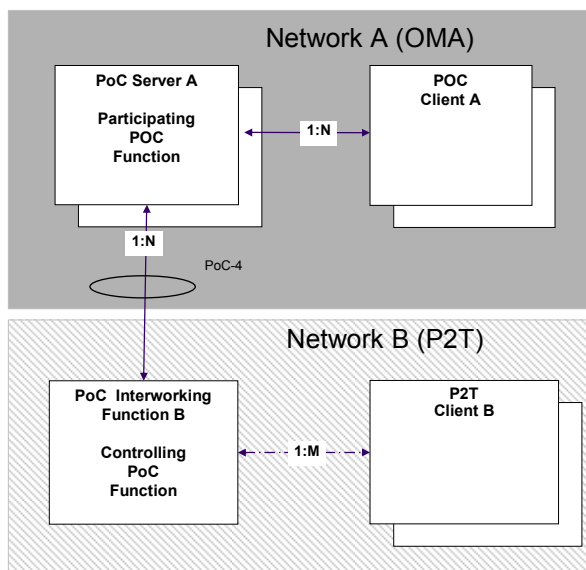 Network A (OMA)
PoC Server A
Participating
POC
Function
POC
Client A
1:N
1:N
PoC-4
Network B (P2T)
PoC Interworking
Function B
Controlling
PoC
Function
P2T
Client B
1:M